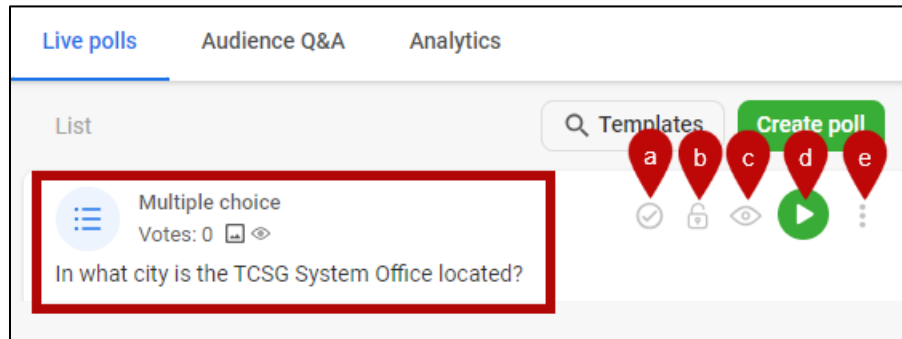 Live polls Audience Q&A Analytics
List Templates Create poll
a b c d e
Multiple choice
Votes: 0
In what city is the TCSG System Office located?